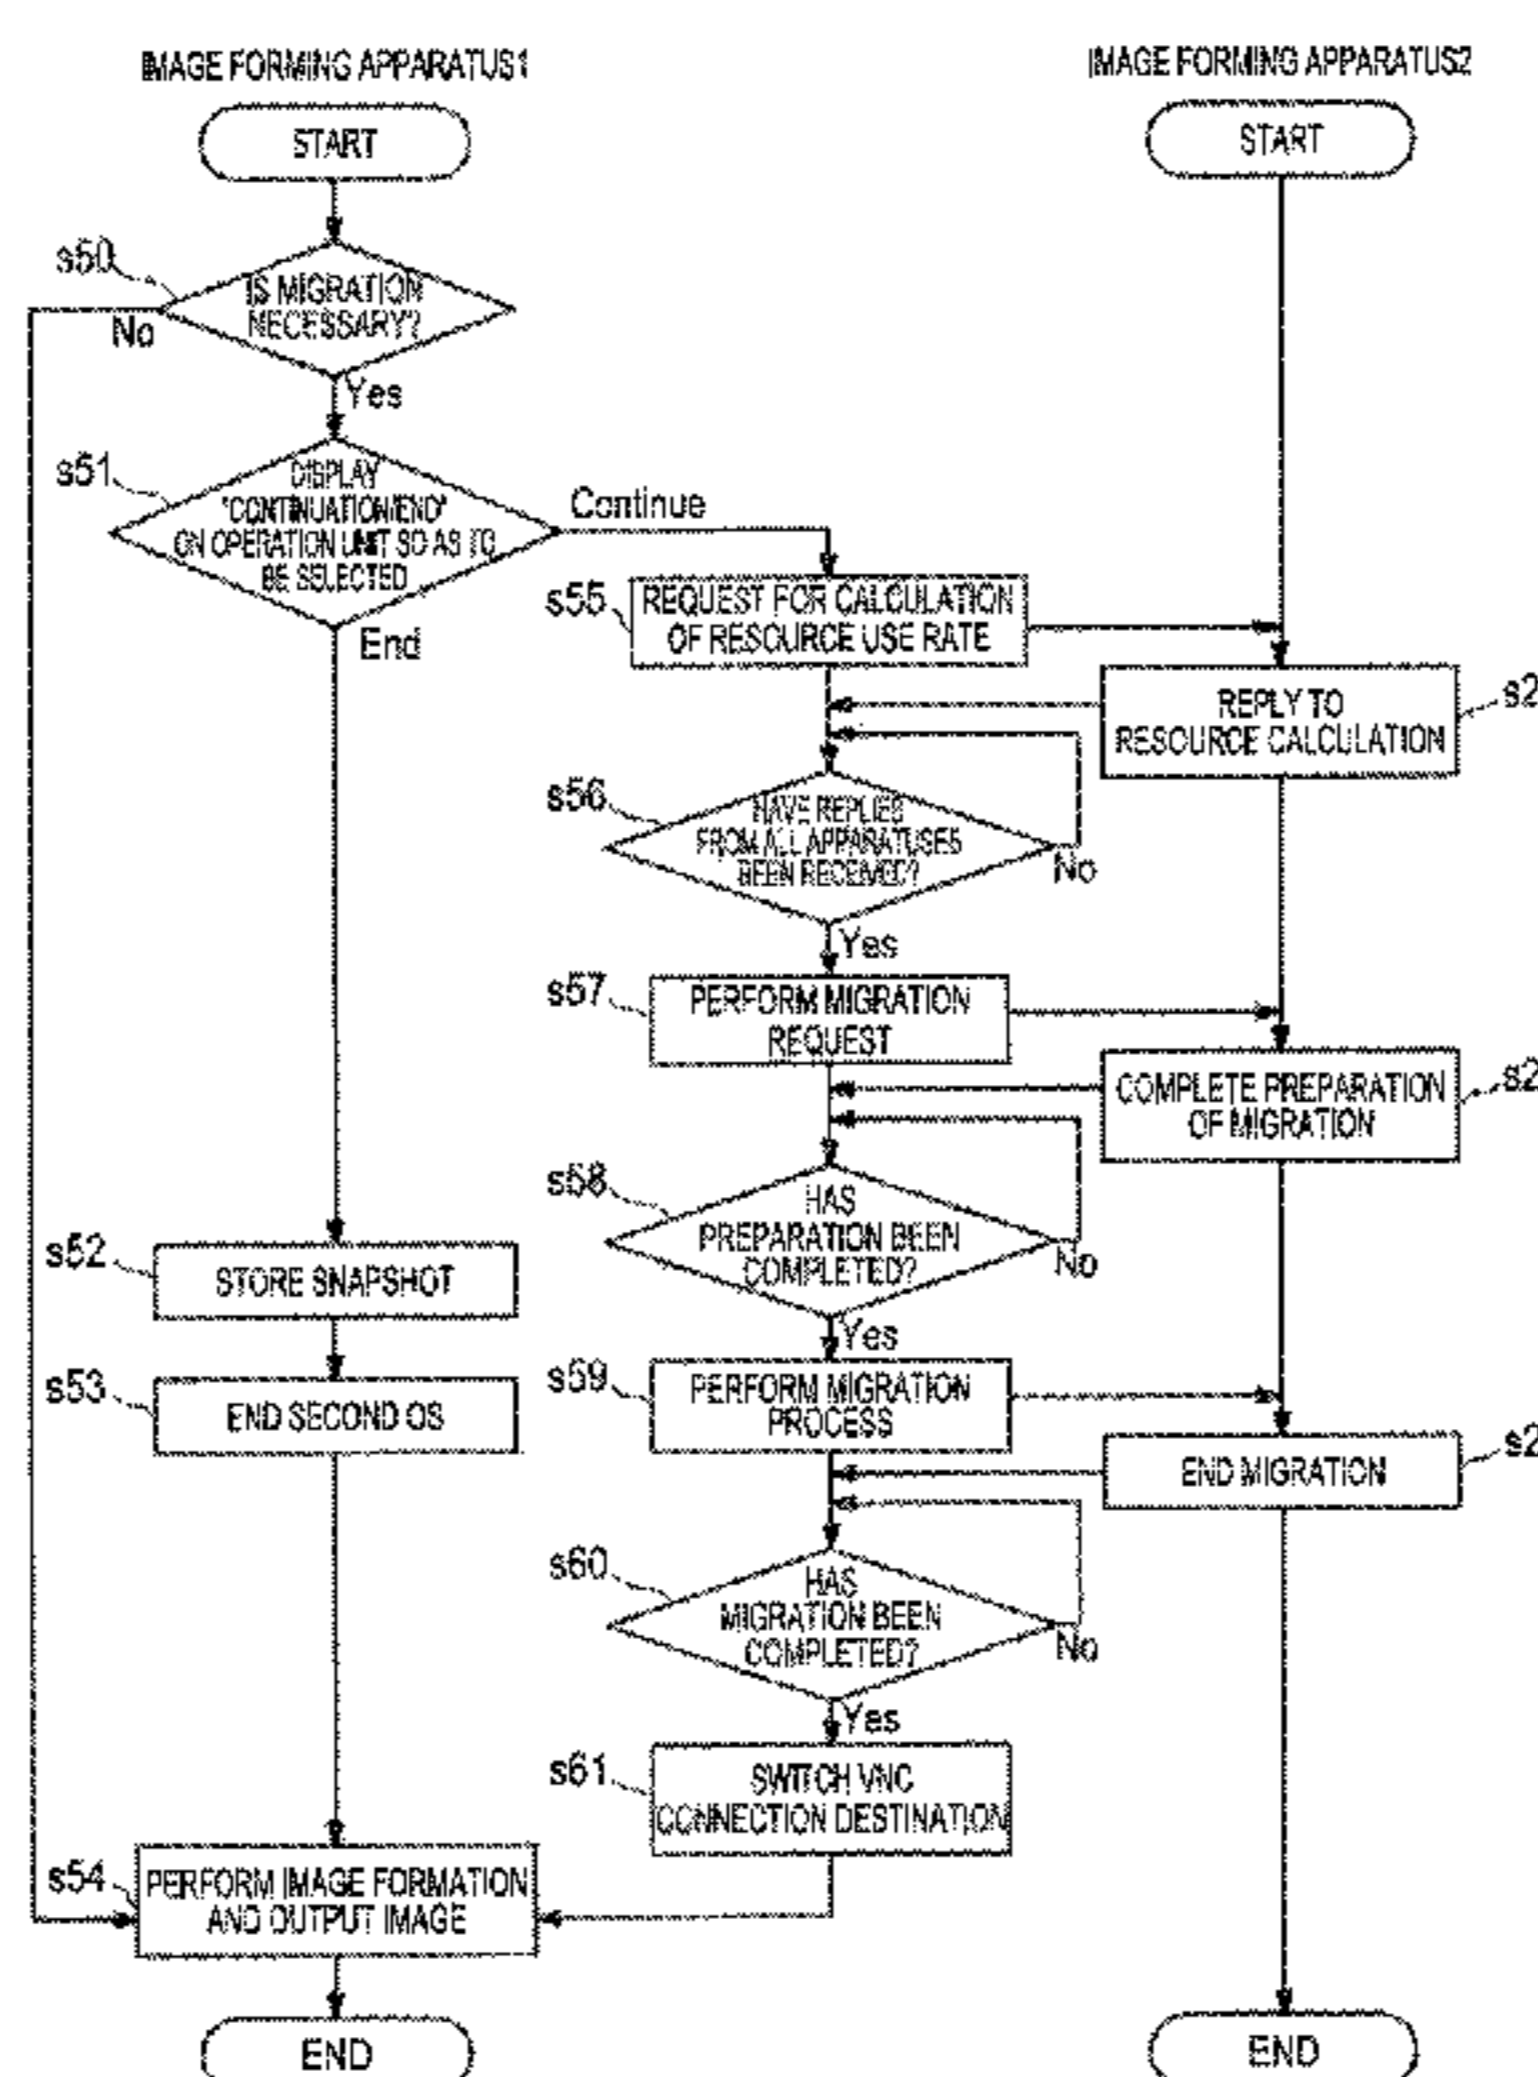 IMAGE FORMING APPARATUS1
START
s50
IS MIGRATION
NECESSARY?
No
Yes
s51
DISPLAY
"CONTINUATION/END"
ON OPERATION UNIT SO AS TO
BE SELECTED
Continue
End
s52
STORE SNAPSHOT
s53
END SECOND OS
s54
PERFORM IMAGE FORMATION
AND OUTPUT IMAGE
END
s55
REQUEST FOR CALCULATION
OF RESOURCE USE RATE
s56
HAVE REPLIES
FROM ALL APPARATUSES
BEEN RECEIVED?
No
Yes
s57
PERFORM MIGRATION
REQUEST
s58
HAS
PREPARATION BEEN
COMPLETED?
No
Yes
s59
PERFORM MIGRATION
PROCESS
s60
HAS
MIGRATION BEEN
COMPLETED?
No
Yes
s61
SWITCH VNC
CONNECTION DESTINATION
IMAGE FORMING APPARATUS2
START
REPLY TO
RESOURCE CALCULATION
s2
COMPLETE PREPARATION
OF MIGRATION
s2
END MIGRATION
s2
END